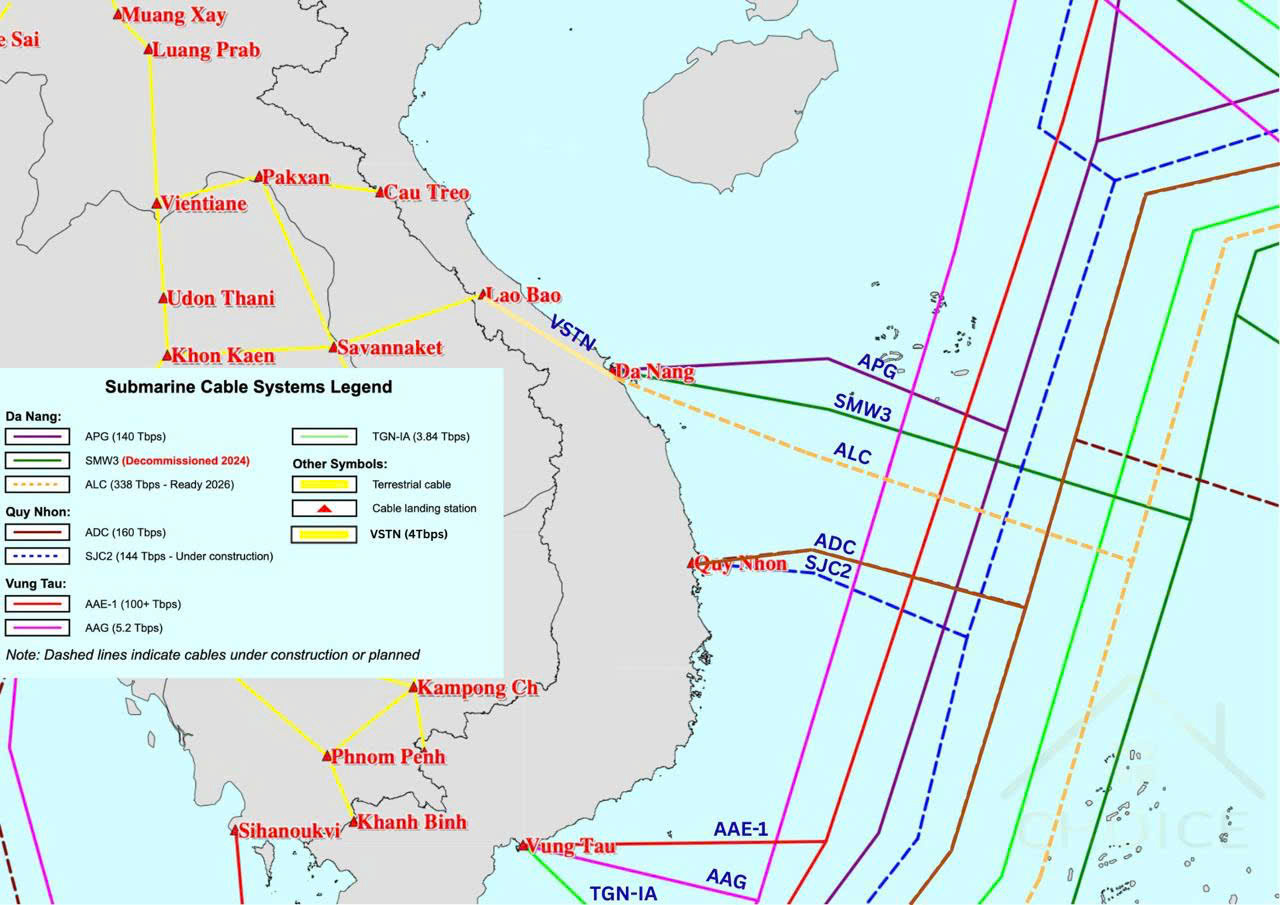 Muang Xay
e Sai
Luang Prab
Pakxan
Cau Treo
Vientiane
Udon Thani
Lao Bao
VSTN
Khon Kaen
Savannaket
Da Nang
APG
SMW3
ALC
Submarine Cable Systems Legend
Da Nang:
APG (140 Tbps)
SMW3 (Decommissioned 2024)
ALC (338 Tbps - Ready 2026)
Quy Nhon:
ADC (160 Tbps)
SJC2 (144 Tbps - Under construction)
Vung Tau:
AAE-1 (100+ Tbps)
AAG (5.2 Tbps)
TGN-IA (3.84 Tbps)
Other Symbols:
Terrestrial cable
Cable landing station
VSTN (4Tbps)
Note: Dashed lines indicate cables under construction or planned
ADC
Quy Nhon
SJC2
Kampong Ch
Phnom Penh
Khanh Binh
Sihanoukvi
Vung Tau
AAE-1
AAG
TGN-IA
CHOICE